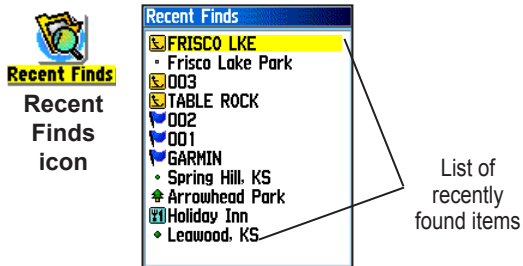 Recent Finds
Recent
Finds
icon
Recent Finds
FRISCO LKE
Frisco Lake Park
003
TABLE ROCK
002
001
GARMIN
Spring Hill, KS
Arrowhead Park
Holiday Inn
Leawood, KS
List of
recently
found items